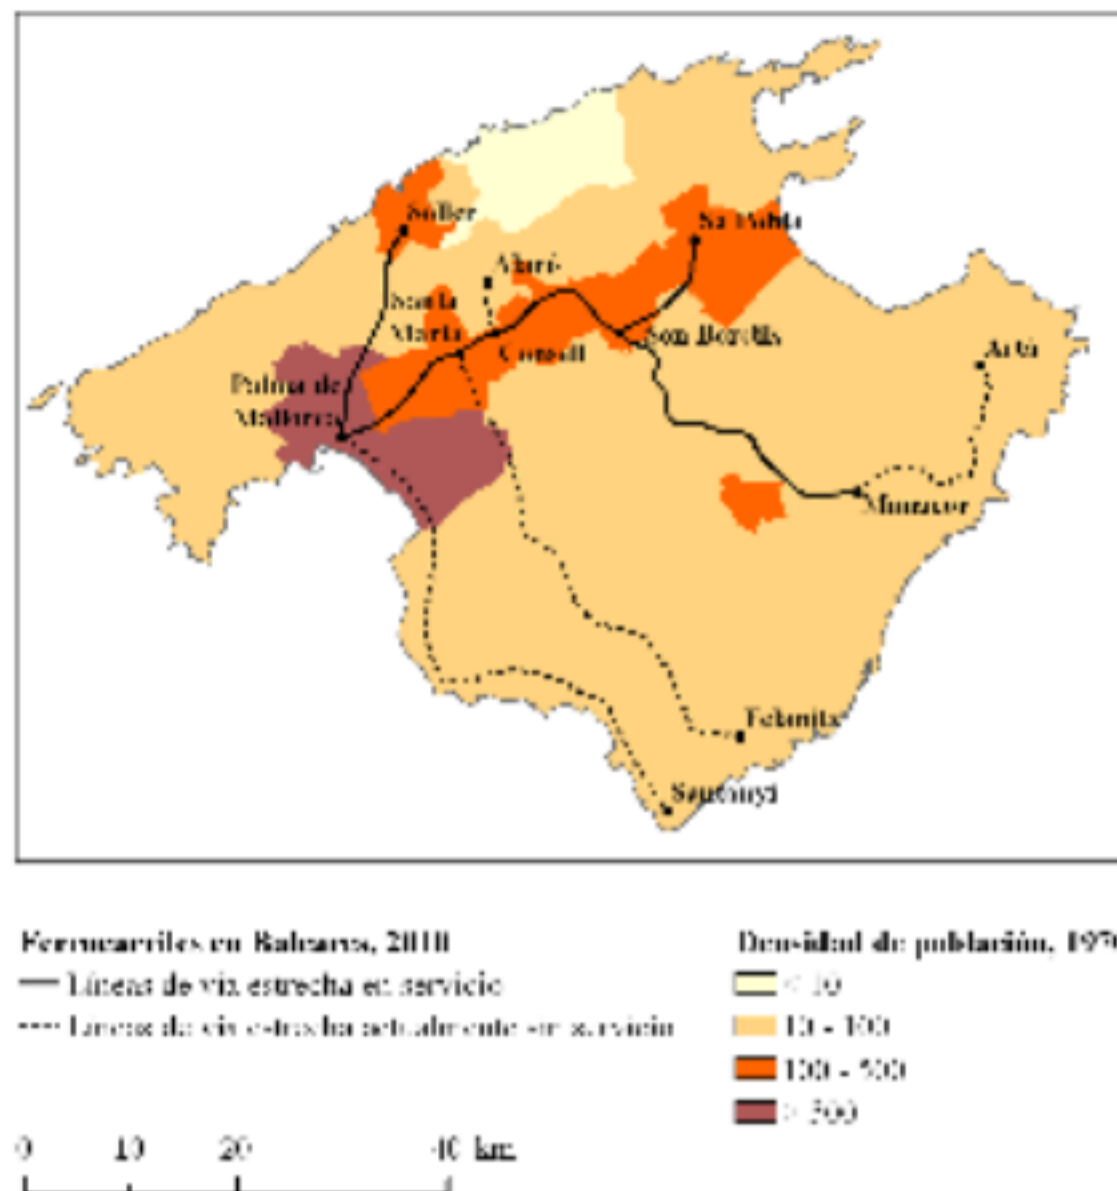 Sóller
Sa Pobla
Alaró
Santa
María
Consell
Son Bordils
Artá
Palma de
Mallorca
Manacor
Felanitx
Santanyí
Ferrocarriles en Baleares, 2010
Líneas de vía estrecha en servicio
Líneas de vía estrecha actualmente sin servicio
Densidad de población,
< 10
10 - 100
100 - 500
> 500
0 10 20 40 km